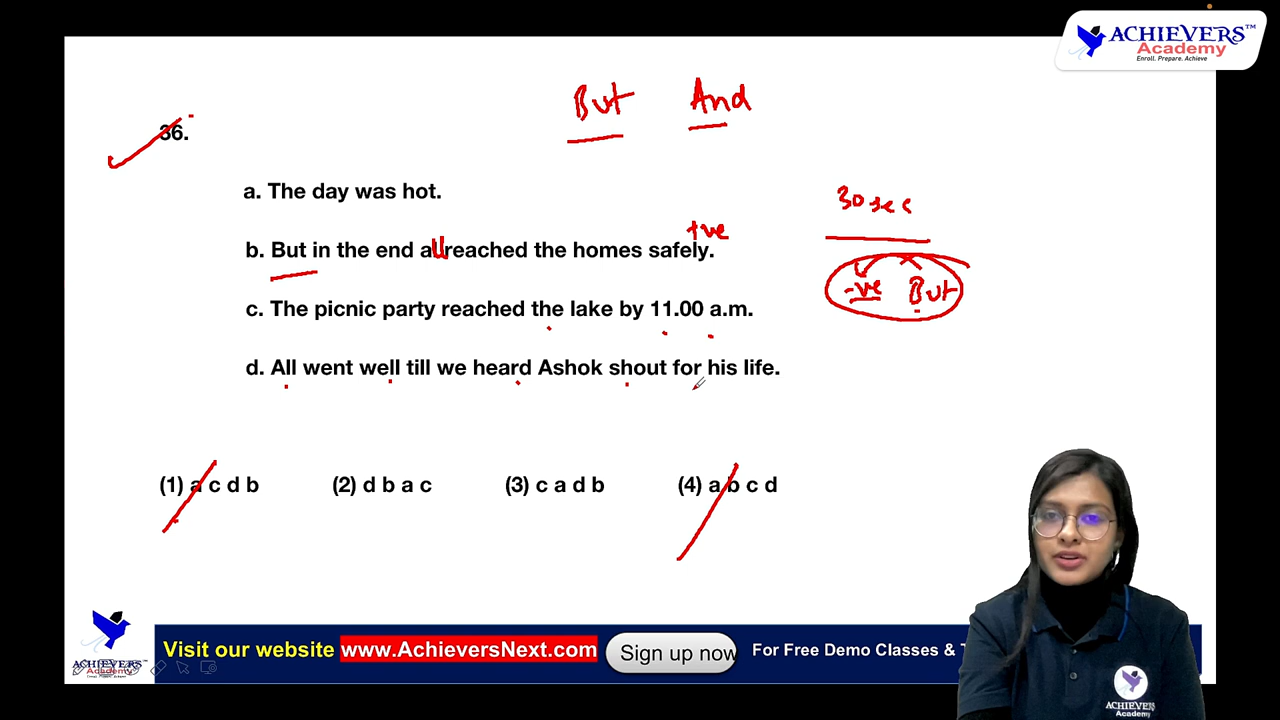 ACHIEVERS™
Academy
Enroll. Prepare. Achieve
But And
36.
a. The day was hot.
30 sec
+ve
b. But in the end all reached the homes safely.
-ve But
c. The picnic party reached the lake by 11.00 a.m.
d. All went well till we heard Ashok shout for his life.
(1) a c d b (2) d b a c (3) c a d b (4) a b c d
Visit our website www.AchieversNext.com Sign up now For Free Demo Classes &
ACHIEVERS
Academy
ACHIEVERS
Academy